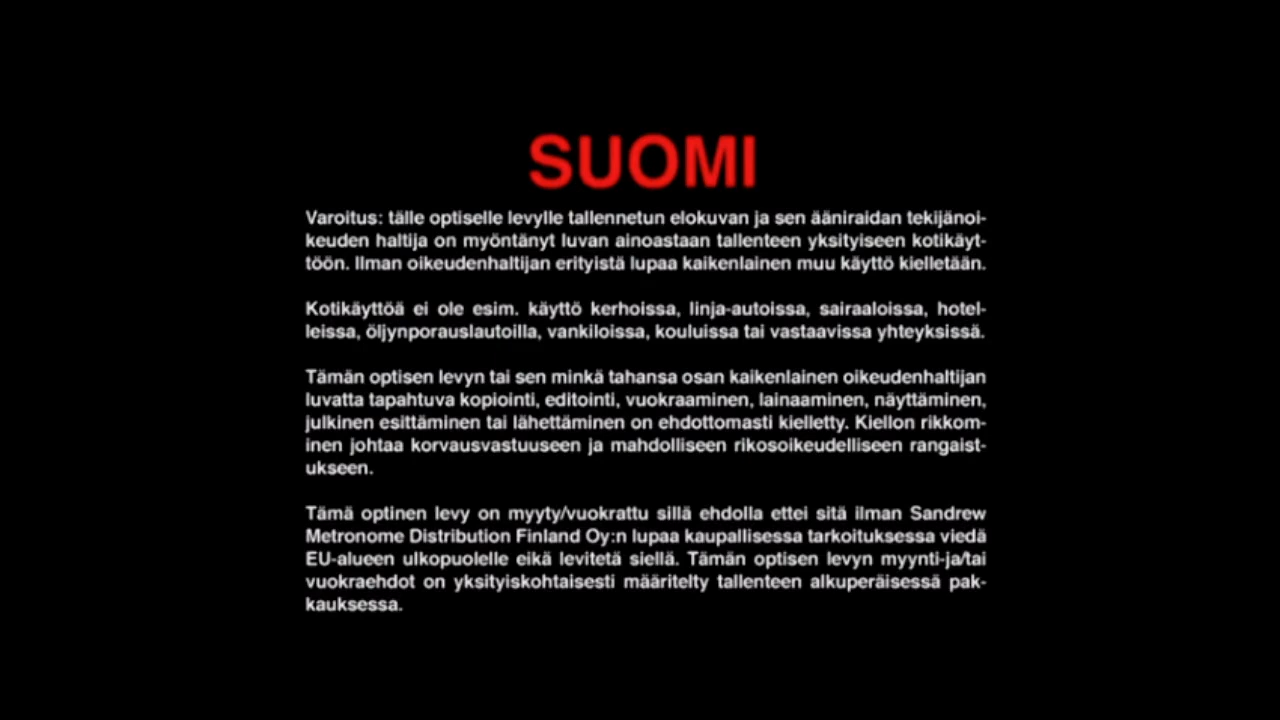 SUOMI
Varoitus: tälle optiselle levylle tallennetun elokuvan ja sen ääniraidan tekijänoi-
keuden haltija on myöntänyt luvan ainoastaan tallenteen yksityiseen kotikäyt-
töön. Ilman oikeudenhaltijan erityistä lupaa kaikenlainen muu käyttö kielletään.
Kotikäyttöä ei ole esim. käyttö kerhoissa, linja-autoissa, sairaaloissa, hotel-
leissa, öljynporauslautoilla, vankiloissa, kouluissa tai vastaavissa yhteyksissä.
Tämän optisen levyn tai sen minkä tahansa osan kaikenlainen oikeudenhaltijan
luvatta tapahtuva kopiointi, editointi, vuokraaminen, lainaaminen, näyttäminen,
julkinen esittäminen tai lähettäminen on ehdottomasti kielletty. Kiellon rikkom-
inen johtaa korvausvastuuseen ja mahdolliseen rikosoikeudelliseen rangaist-
ukseen.
Tämä optinen levy on myyty/vuokrattu sillä ehdolla ettei sitä ilman Sandrew
Metronome Distribution Finland Oy:n lupaa kaupallisessa tarkoituksessa viedä
EU-alueen ulkopuolelle eikä levitetä siellä. Tämän optisen levyn myynti-ja/tai
vuokraehdot on yksityiskohtaisesti määritelty tallenteen alkuperäisessä pak-
kauksessa.